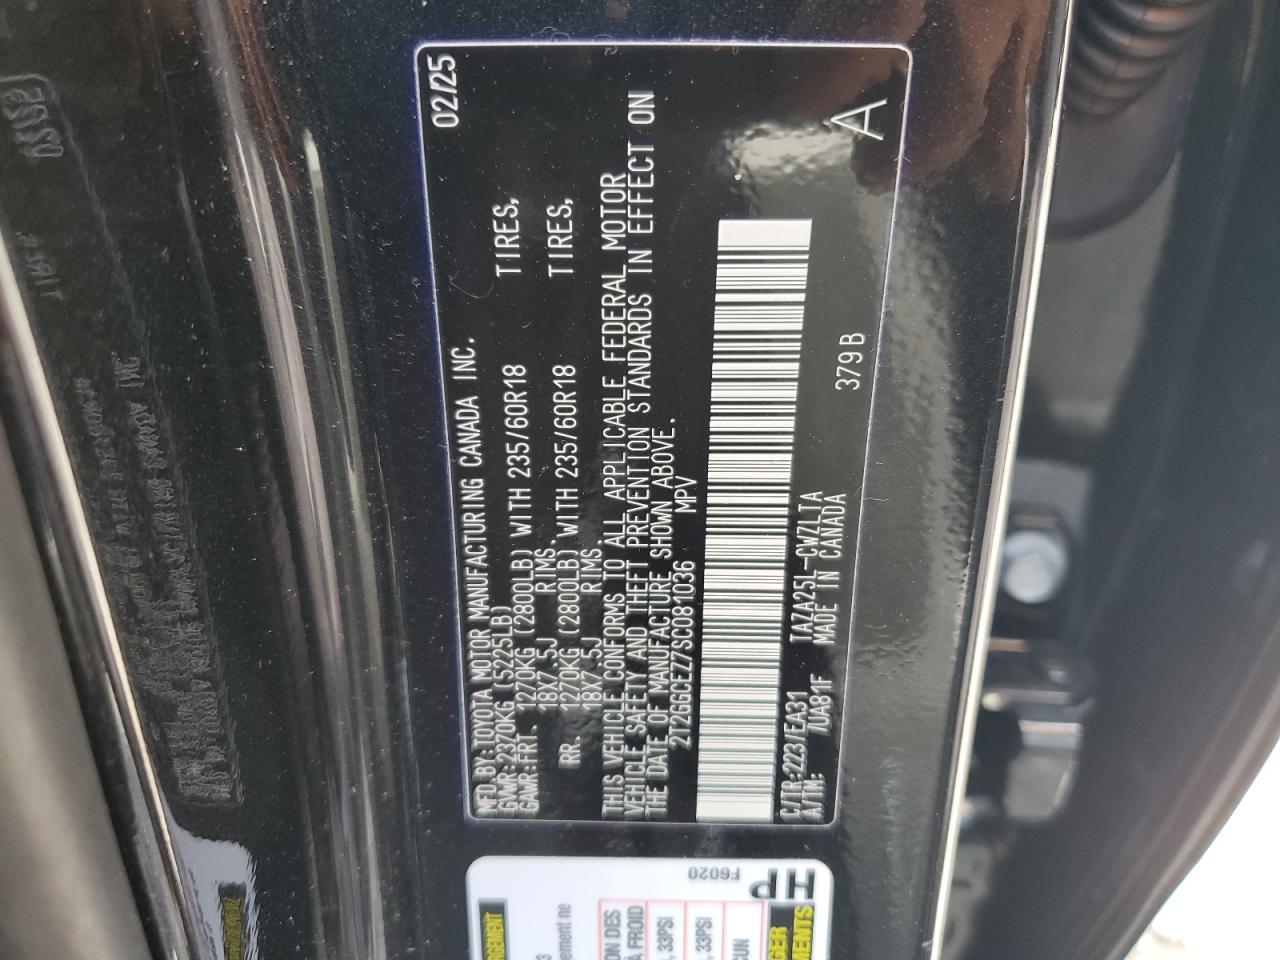 MFD. BY: TOYOTA MOTOR MANUFACTURING CANADA INC. 02/25
GVWR: 2370KG (5225LB)
GAWR: FRT. 1270KG (2800LB) WITH 235/60R18 TIRES,
18X7.5J RIMS
RR. 1270KG (2800LB) WITH 235/60R18 TIRES,
18X7.5J RIMS
THIS VEHICLE CONFORMS TO ALL APPLICABLE FEDERAL MOTOR
VEHICLE SAFETY AND THEFT PREVENTION STANDARDS IN EFFECT ON
THE DATE OF MANUFACTURE SHOWN ABOVE.
2T2GGCEZ7SC081036 MPV
C/TR: 223/EA31 TAZA25L-CWZLTA 379B
A/TM: /UA81F MADE IN CANADA
A
F6020
HP